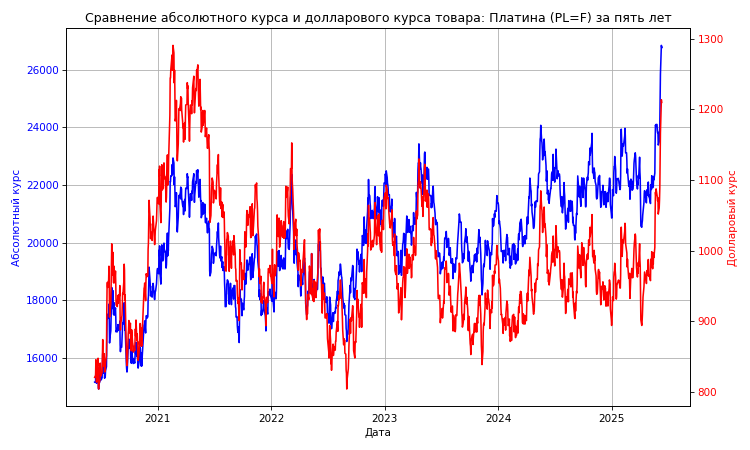 Сравнение абсолютного курса и долларового курса товара: Платина (PL=F) за пять лет
26000
24000
22000
20000
18000
16000
Абсолютный курс
1300
1200
1100
1000
900
800
Долларовый курс
2021 2022 2023 2024 2025
Дата